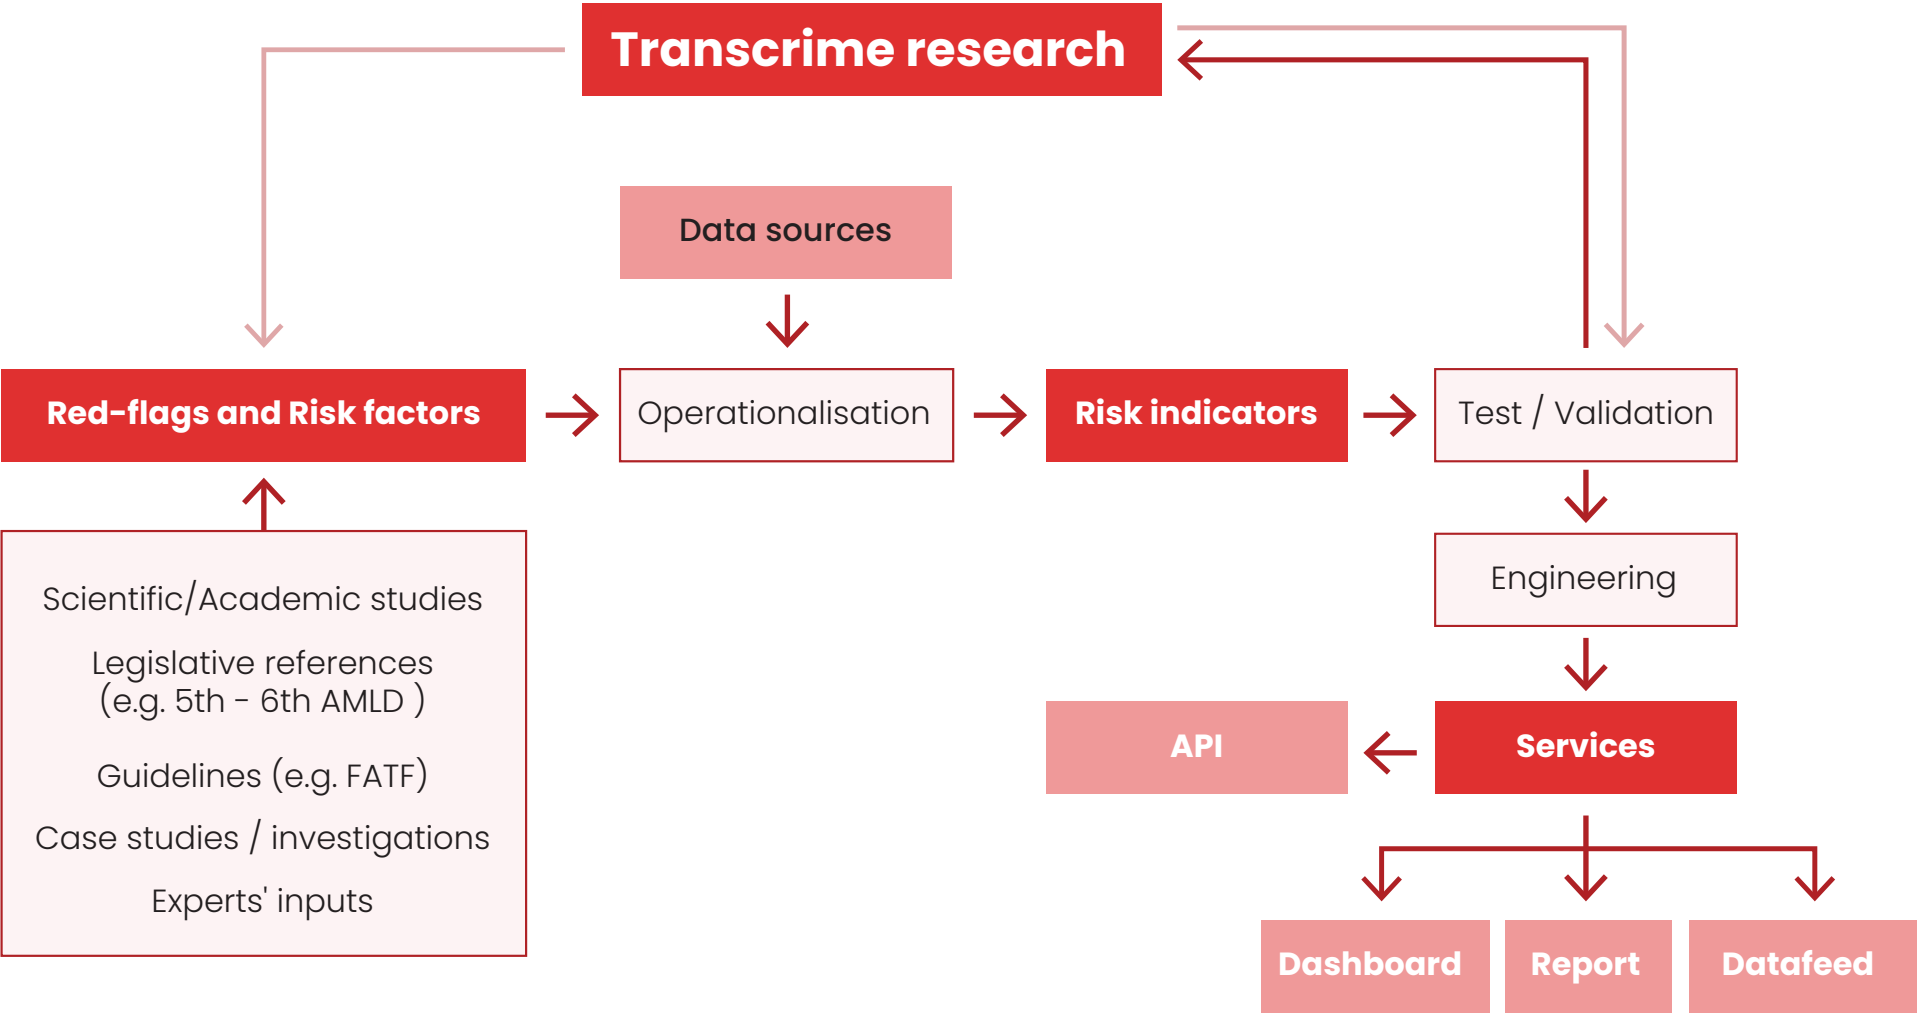 Transcrime research
Data sources
Red-flags and Risk factors
Operationalisation
Risk indicators
Test / Validation
Scientific/Academic studies
Legislative references
(e.g. 5th - 6th AMLD )
Guidelines (e.g. FATF)
Case studies / investigations
Experts' inputs
Engineering
API
Services
Dashboard
Report
Datafeed